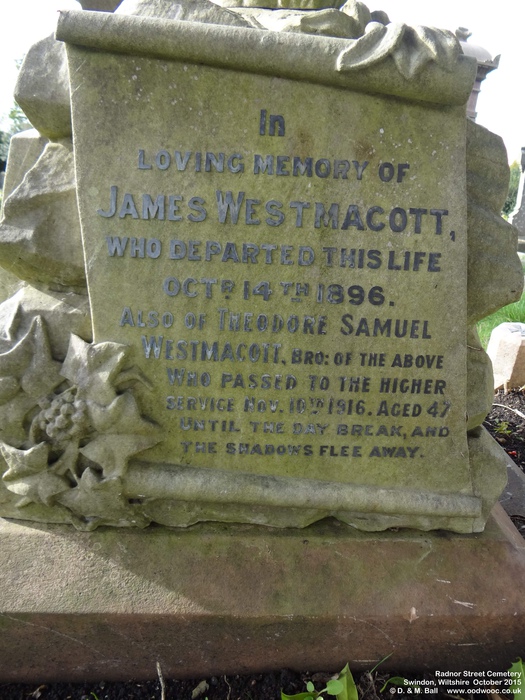 In
LOVING MEMORY OF
JAMES WESTMACOTT,
WHO DEPARTED THIS LIFE
OCTR. 14TH 1896.
ALSO OF THEODORE SAMUEL
WESTMACOTT, BRO: OF THE ABOVE
WHO PASSED TO THE HIGHER
SERVICE NOV. 10TH 1916. AGED 47
UNTIL THE DAY BREAK, AND
THE SHADOWS FLEE AWAY.
Radnor Street Cemetery
Swindon, Wiltshire October 2015
© D. & M. Ball www.oodwooc.co.uk